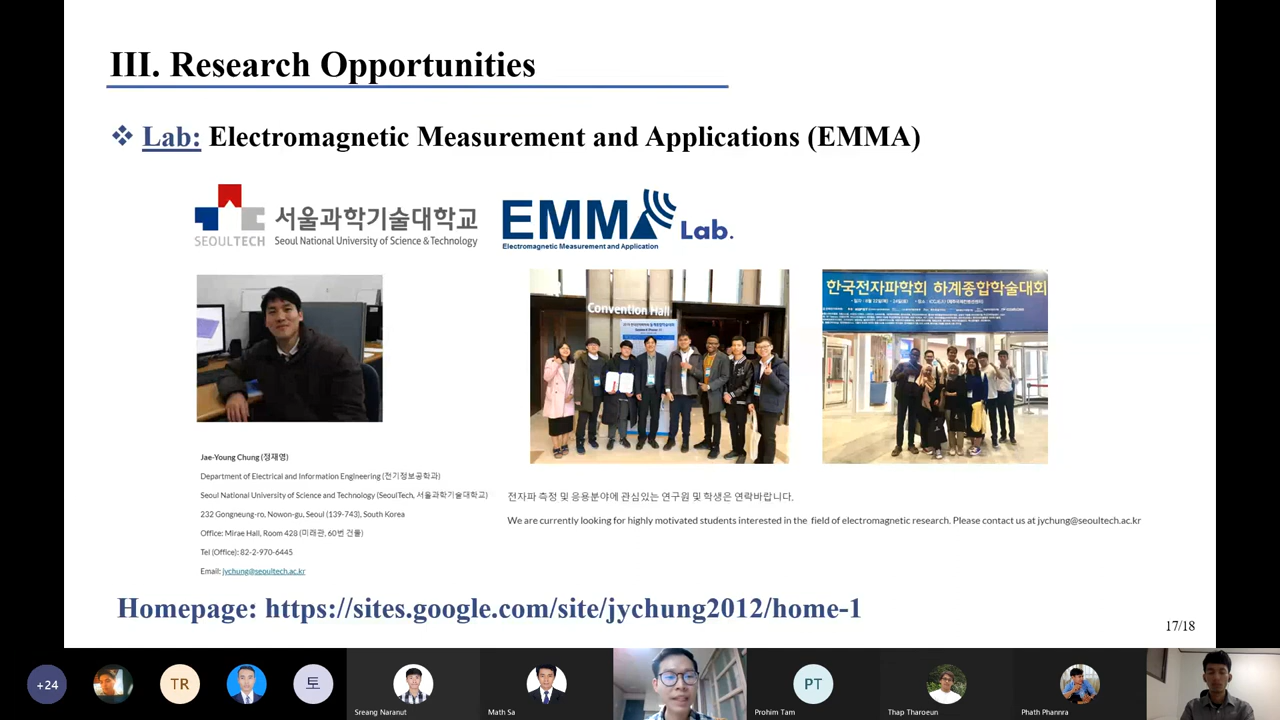 III. Research Opportunities
❖ Lab: Electromagnetic Measurement and Applications (EMMA)
SEOULTECH
서울과학기술대학교
Seoul National University of Science & Technology
EMMA Lab.
Electromagnetic Measurement and Application
Convention Hall
한국전자파학회 하계종합학술대회
Jae-Young Chung (정재영)
Department of Electrical and Information Engineering (전기정보공학과)
Seoul National University of Science and Technology (SeoulTech, 서울과학기술대학교)
232 Gongneung-ro, Nowon-gu, Seoul (139-743), South Korea
Office: Mirae Hall, Room 428 (미래관, 60번 건물)
Tel (Office): 82-2-970-6445
Email: jychung@seoultech.ac.kr
전자파 측정 및 응용분야에 관심있는 연구원 및 학생은 연락바랍니다.
We are currently looking for highly motivated students interested in the field of electromagnetic research. Please contact us at jychung@seoultech.ac.kr
Homepage: https://sites.google.com/site/jychung2012/home-1
17/18
+24
TR
토
Sreang Naranut
Math Sa
PT
Prohim Tam
Thap Tharoeun
Phath Phannra